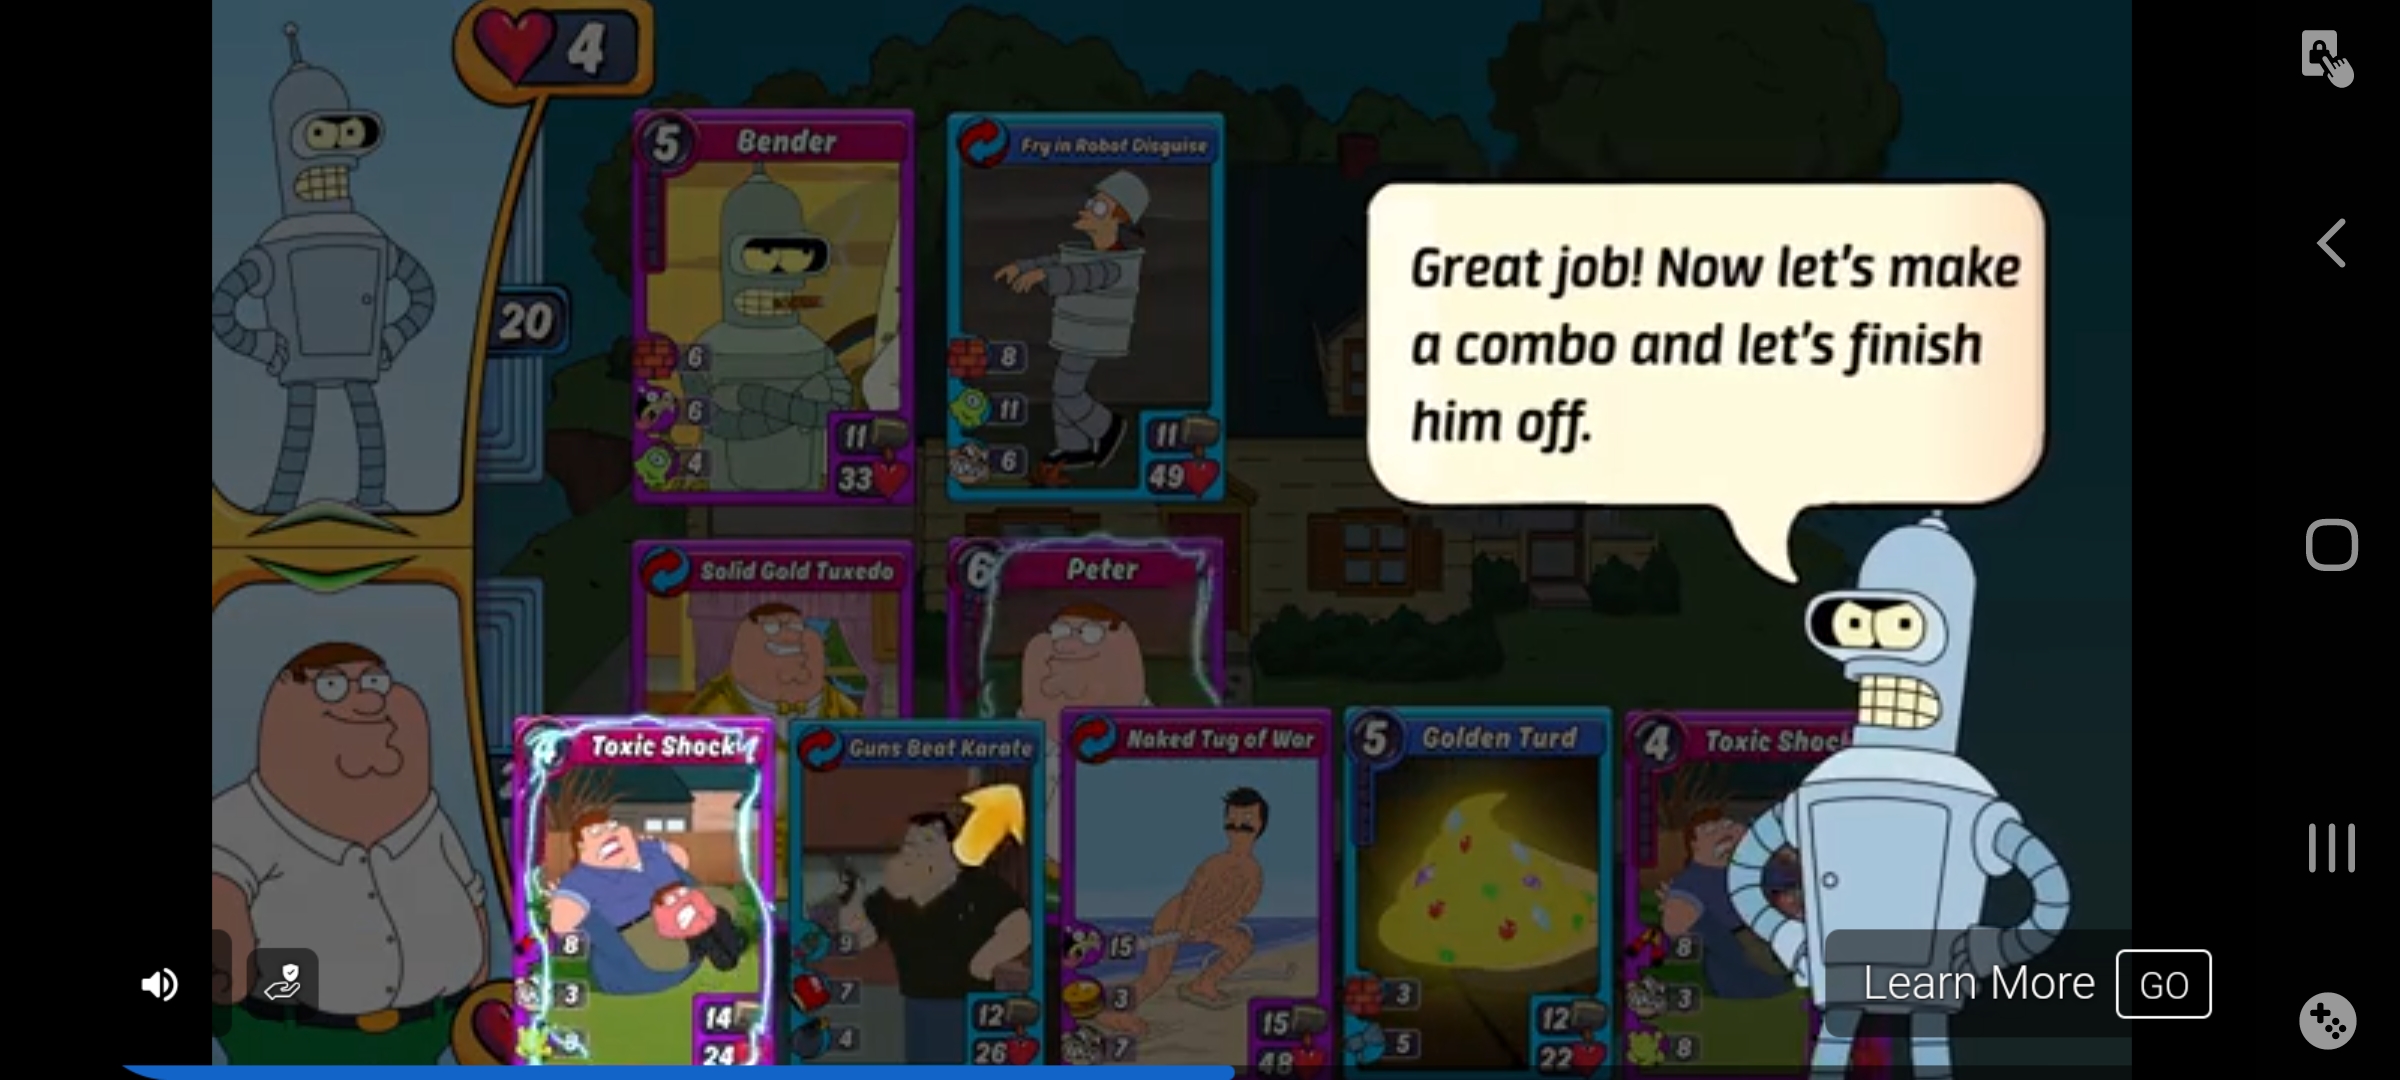 4
5 Bender
Fry in Robot Disguise
Great job! Now let's make
a combo and let's finish
him off.
20
6
6
4
11
33
8
11
6
11
49
Solid Gold Tuxedo
6 Peter
4 Toxic Shock
Guns Beat Karate
Naked Tug of War
5 Golden Turd
4
8
3
8
14
24
9
7
4
12
26
15
3
7
15
48
3
5
12
22
8
3
8
Learn More GO